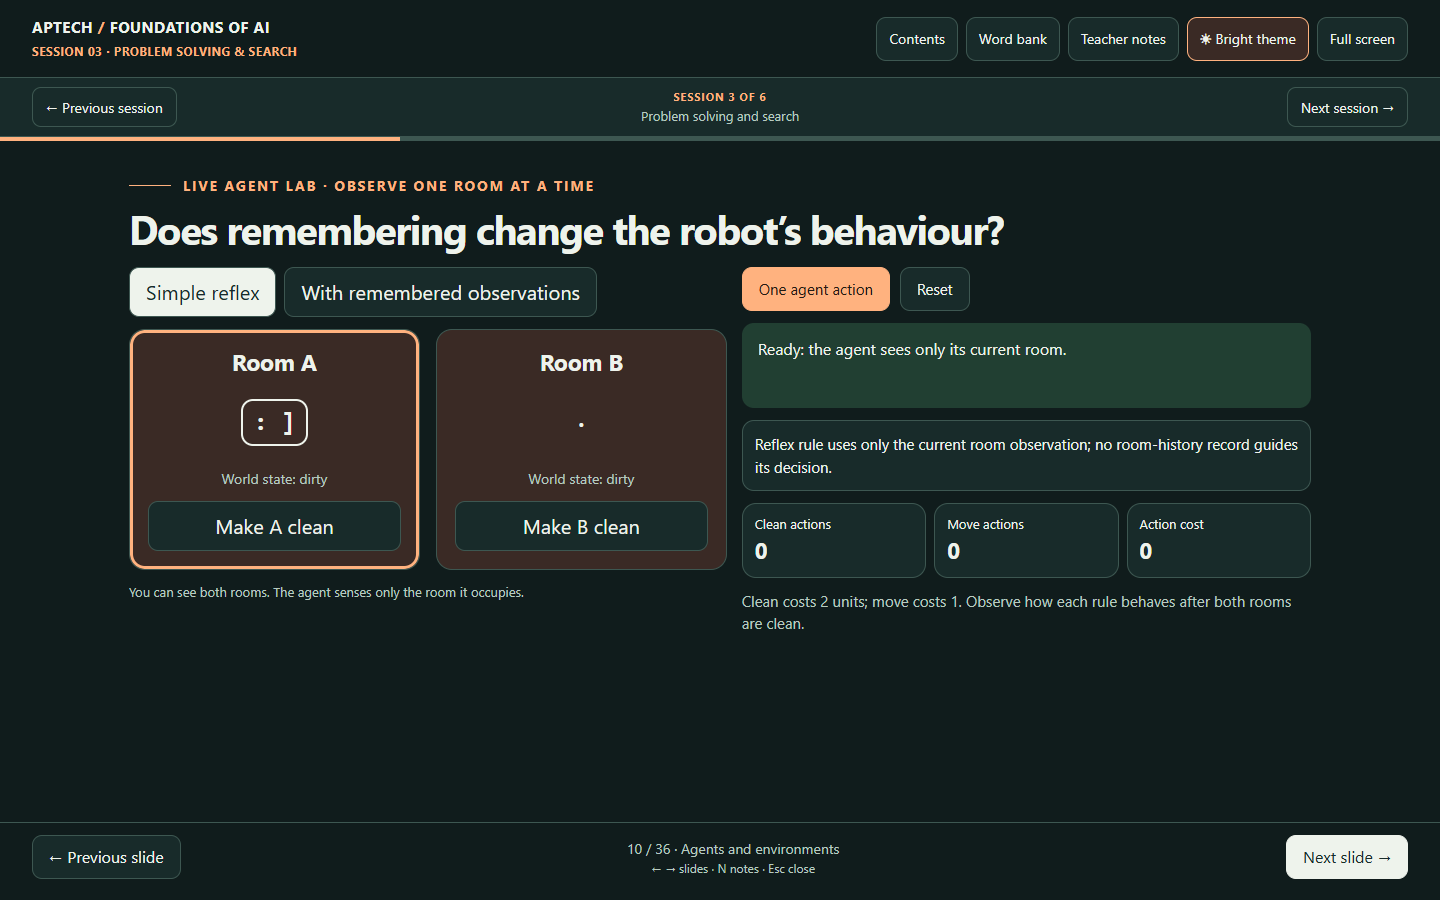 APTECH / FOUNDATIONS OF AI
SESSION 03 · PROBLEM SOLVING & SEARCH
Contents
Word bank
Teacher notes
☀ Bright theme
Full screen
← Previous session
SESSION 3 OF 6
Problem solving and search
Next session →
LIVE AGENT LAB · OBSERVE ONE ROOM AT A TIME
Does remembering change the robot’s behaviour?
Simple reflex
With remembered observations
Room A
: ]
World state: dirty
Make A clean
Room B
·
World state: dirty
Make B clean
You can see both rooms. The agent senses only the room it occupies.
One agent action
Reset
Ready: the agent sees only its current room.
Reflex rule uses only the current room observation; no room-history record guides
its decision.
Clean actions
0
Move actions
0
Action cost
0
Clean costs 2 units; move costs 1. Observe how each rule behaves after both rooms
are clean.
← Previous slide
10 / 36 · Agents and environments
← → slides · N notes · Esc close
Next slide →